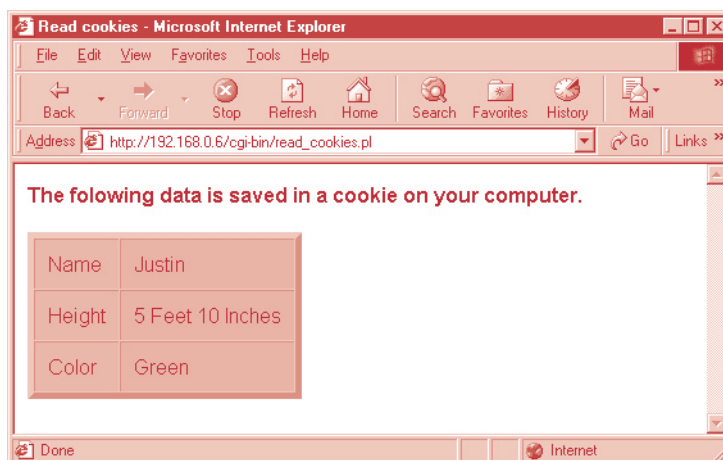 Read cookies - Microsoft Internet Explorer
File Edit View Favorites Tools Help
Back Forward Stop Refresh Home Search Favorites History Mail »
Address http://192.168.0.6/cgi-bin/read_cookies.pl Go Links »
The folowing data is saved in a cookie on your computer.
Name Justin
Height 5 Feet 10 Inches
Color Green
Done Internet